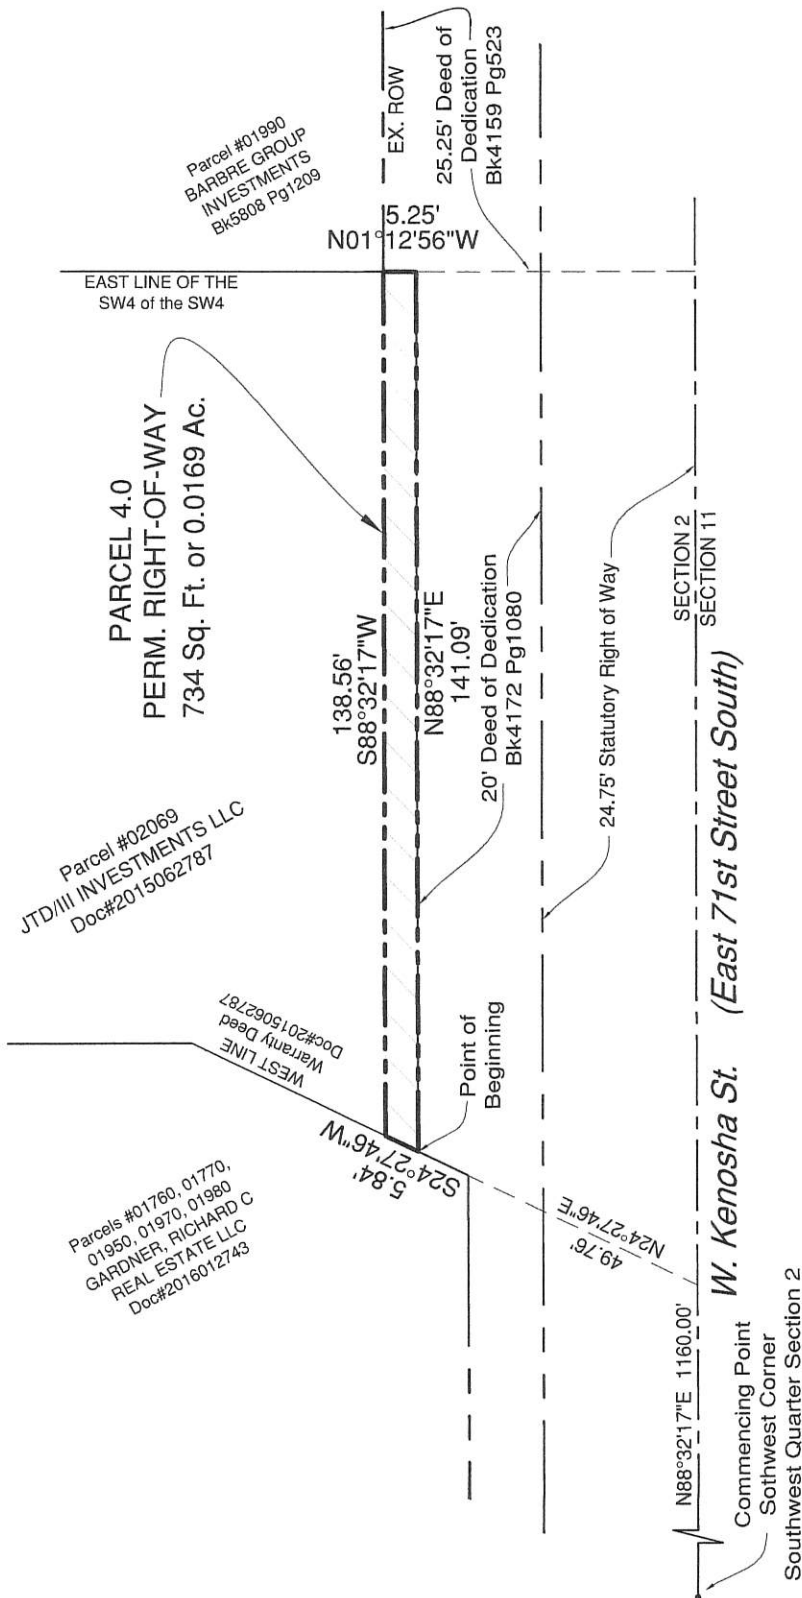 Parcel #01990
BARBRE GROUP
INVESTMENTS
Bk5808 Pg1209
EX. ROW
25.25' Deed of
Dedication
Bk4159 Pg523
5.25'
N01°12'56"W
EAST LINE OF THE
SW4 of the SW4
PARCEL 4.0
PERM. RIGHT-OF-WAY
734 Sq. Ft. or 0.0169 Ac.
138.56'
S88°32'17"W
N88°32'17"E
141.09'
20' Deed of Dedication
Bk4172 Pg1080
24.75' Statutory Right of Way
SECTION 2
SECTION 11
Parcel #02069
JTD/III INVESTMENTS LLC
Doc#2015062787
WEST LINE
Warranty Deed
Doc#2015062787
Point of
Beginning
S24°27'46"W
5.84'
Parcels #01760, 01770,
01950, 01970, 01980
GARDNER, RICHARD C
REAL ESTATE LLC
Doc#2016012743
N24°27'46"E
49.76'
W. Kenosha St. (East 71st Street South)
N88°32'17"E 1160.00'
Commencing Point
Sothwest Corner
Southwest Quarter Section 2